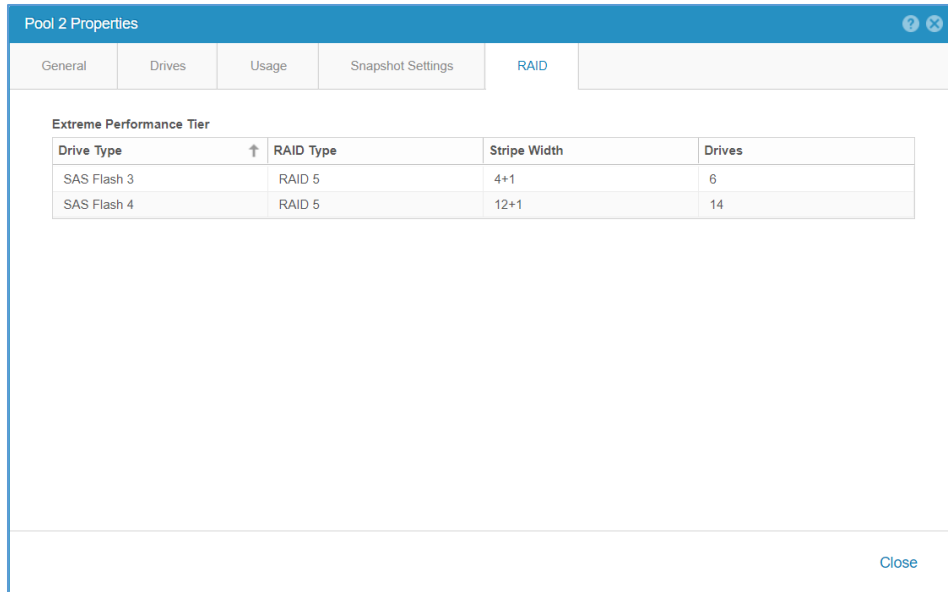 Pool 2 Properties
General Drives Usage Snapshot Settings RAID
Extreme Performance Tier
Drive Type RAID Type Stripe Width Drives
SAS Flash 3 RAID 5 4+1 6
SAS Flash 4 RAID 5 12+1 14
Close